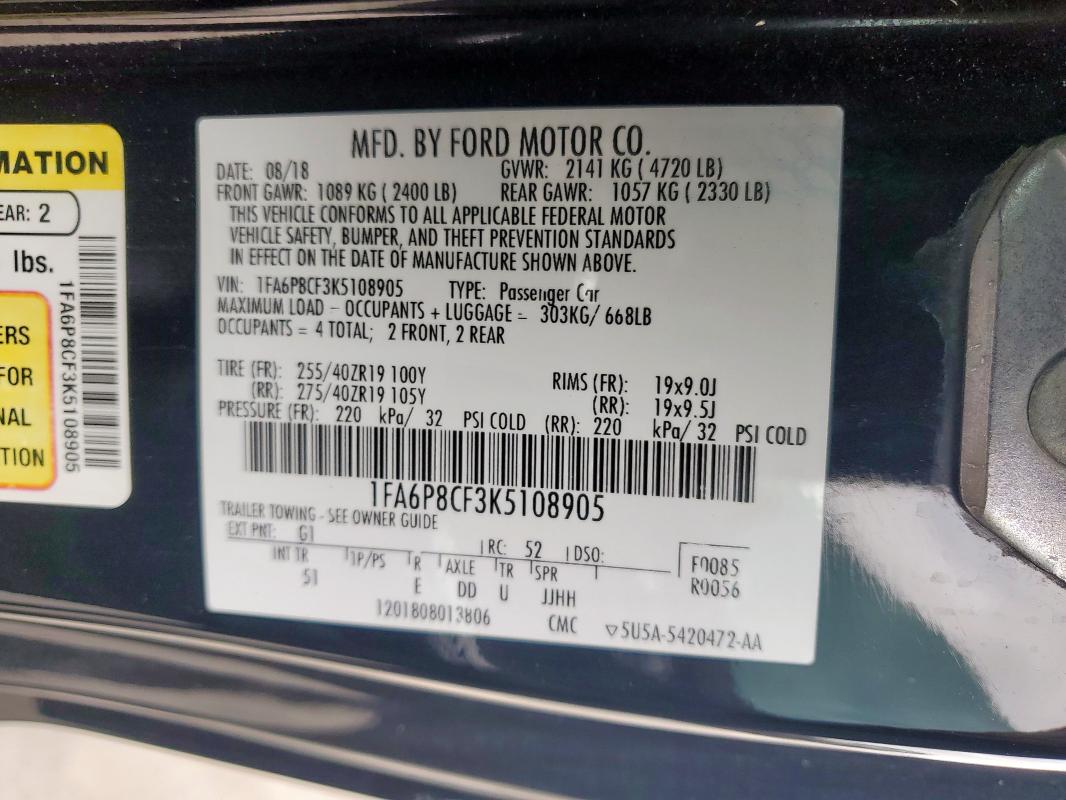 MATION
EAR: 2
lbs.
ERS
FOR
NAL
TION
1FA6P8CF3K5108905
MFD. BY FORD MOTOR CO.
DATE: 08/18 GVWR: 2141 KG ( 4720 LB)
FRONT GAWR: 1089 KG ( 2400 LB) REAR GAWR: 1057 KG ( 2330 LB)
THIS VEHICLE CONFORMS TO ALL APPLICABLE FEDERAL MOTOR
VEHICLE SAFETY, BUMPER, AND THEFT PREVENTION STANDARDS
IN EFFECT ON THE DATE OF MANUFACTURE SHOWN ABOVE.
VIN: 1FA6P8CF3K5108905 TYPE: Passenger Car
MAXIMUM LOAD - OCCUPANTS + LUGGAGE = 303KG/ 668LB
OCCUPANTS = 4 TOTAL; 2 FRONT, 2 REAR
TIRE (FR): 255/40ZR19 100Y RIMS (FR): 19x9.0J
(RR): 275/40ZR19 105Y (RR): 19x9.5J
PRESSURE (FR): 220 kPa/ 32 PSI COLD (RR): 220 kPa/ 32 PSI COLD
1FA6P8CF3K5108905
TRAILER TOWING - SEE OWNER GUIDE
EXT PNT: G1 RC: 52 DSO: F0085
INT TR TP/PS R AXLE TR SPR R0056
51 E DD U JJHH
1201808013806 CMC ▽5U5A-5420472-AA